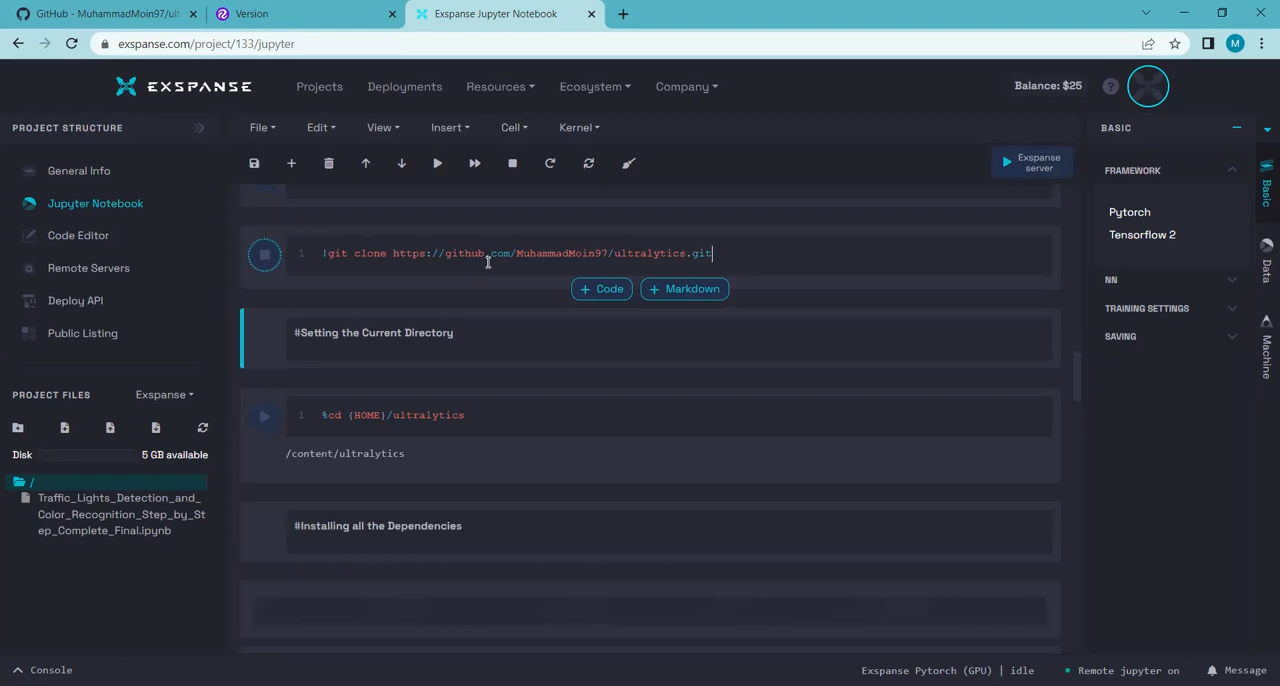 GitHub - MuhammadMoin97/ult
Version
Exspanse Jupyter Notebook
exspanse.com/project/133/jupyter
M
EXSPANSE
Projects
Deployments
Resources
Ecosystem
Company
Balance: $25
?
PROJECT STRUCTURE
File
Edit
View
Insert
Cell
Kernel
BASIC
Exspanse
server
General Info
Jupyter Notebook
Code Editor
Remote Servers
Deploy API
Public Listing
FRAMEWORK
Pytorch
Tensorflow 2
NN
TRAINING SETTINGS
SAVING
Basic
Data
Machine
1 !git clone https://github.com/MuhammadMoin97/ultralytics.git
+ Code
+ Markdown
#Setting the Current Directory
1 %cd {HOME}/ultralytics
/content/ultralytics
#Installing all the Dependencies
PROJECT FILES
Exspanse
Disk
5 GB available
/
Traffic_Lights_Detection_and_
Color_Recognition_Step_by_St
ep_Complete_Final.ipynb
Console
Exspanse Pytorch (GPU) | idle
Remote jupyter on
Message